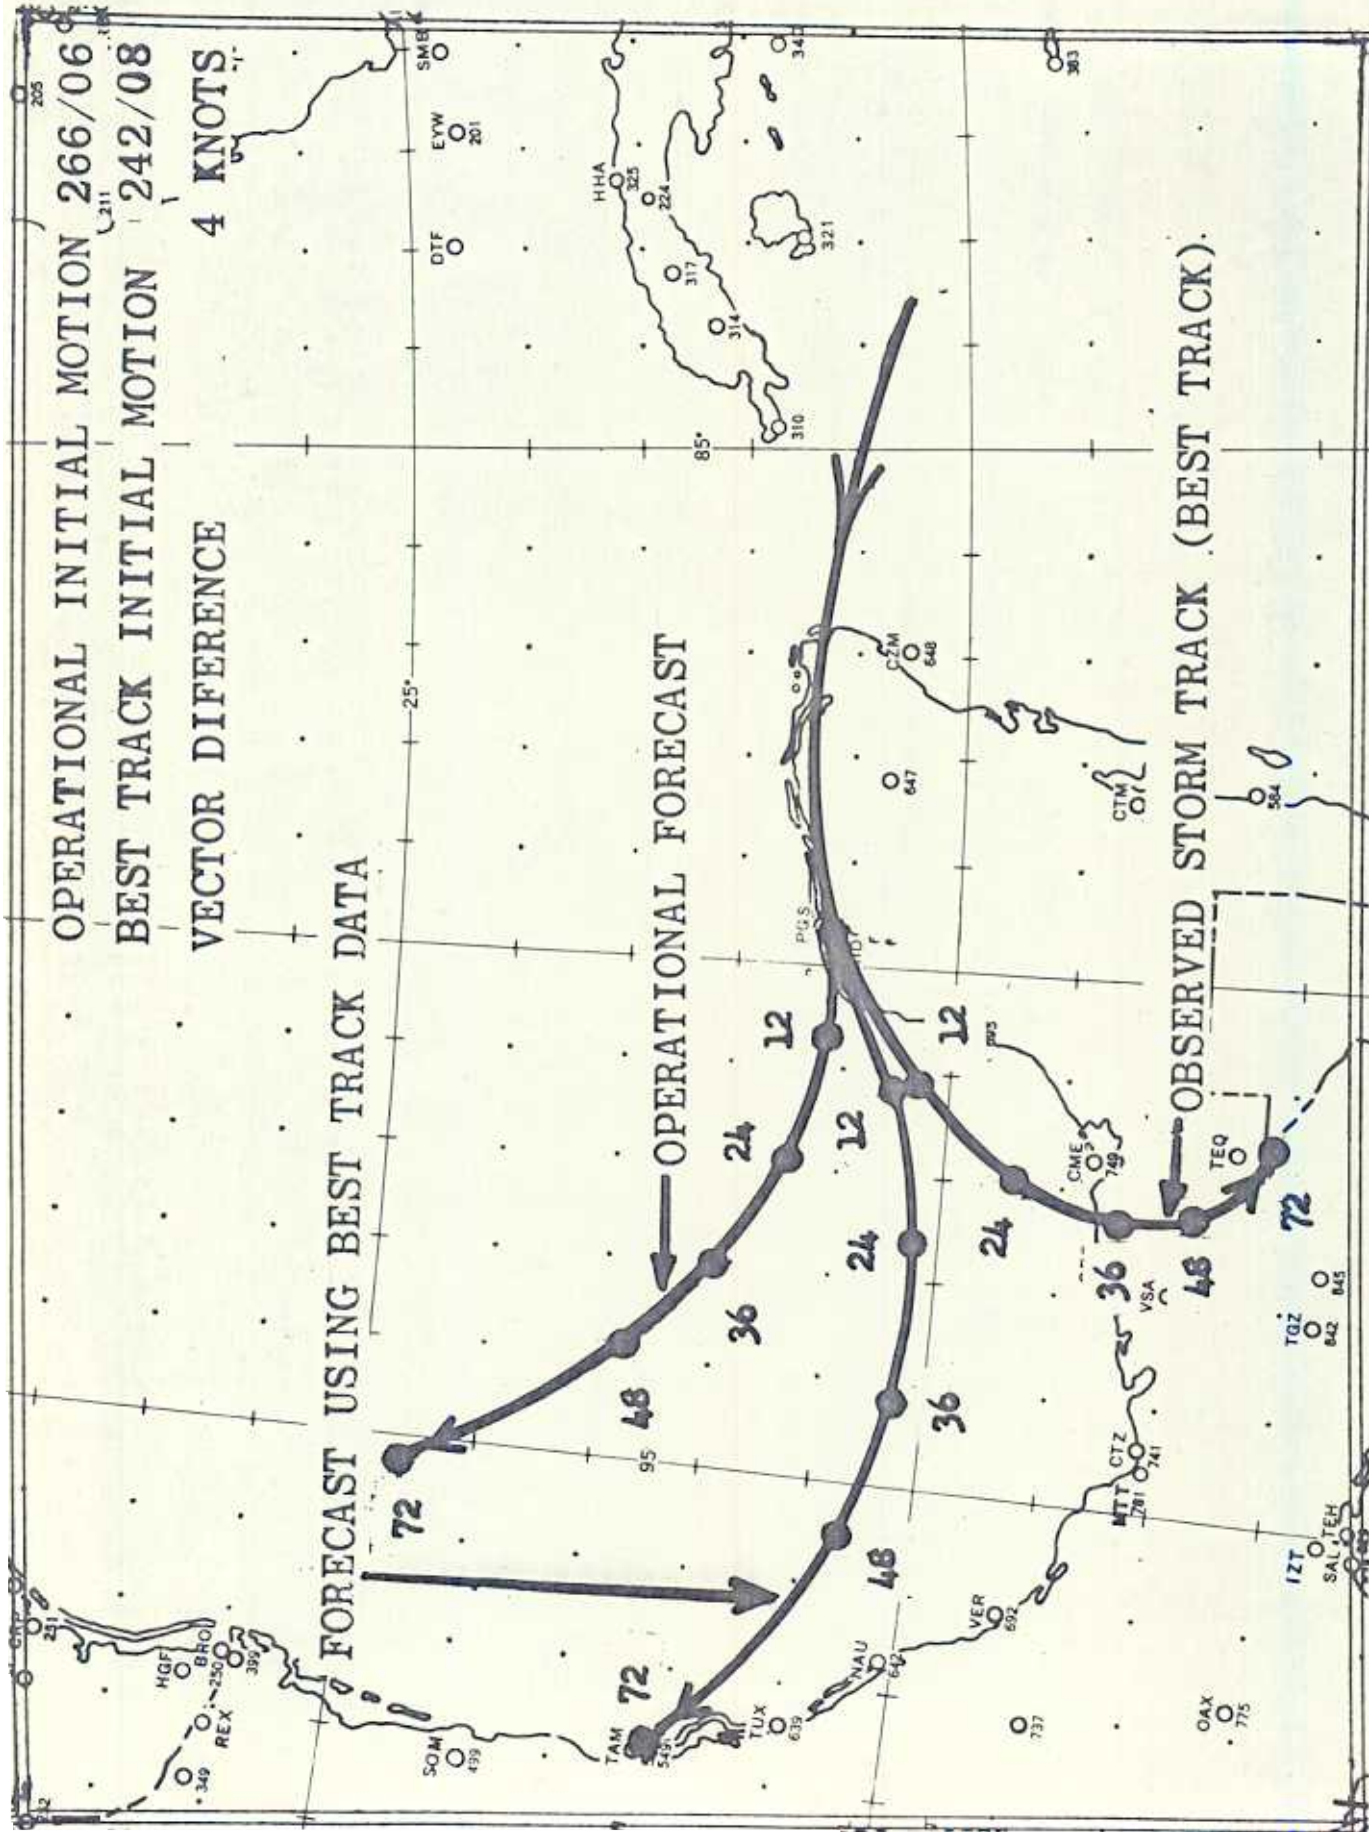 OPERATIONAL INITIAL MOTION 266/06
BEST TRACK INITIAL MOTION 242/08
VECTOR DIFERENCE 4 KNOTS
FORECAST USING BEST TRACK DATA
OPERATIONAL FORECAST
OBSERVED STORM TRACK (BEST TRACK)
12
24
36
48
72
12
24
36
48
72
12
24
36
48
72
25°
85°
95
205
211
SMB
EYW
201
DTF
HHA
325
224
317
314
310
321
340
383
CZM
648
647
CTM
584
PGS
CME
749
TEQ
VSA
845
TGZ
842
CTZ
741
MTT
781
IZT
SAL
TEH
VER
692
NAU
642
TUX
639
TAM
549
SOM
499
737
OAX
775
HGF
BRO
250
399
REX
349
CRP
251